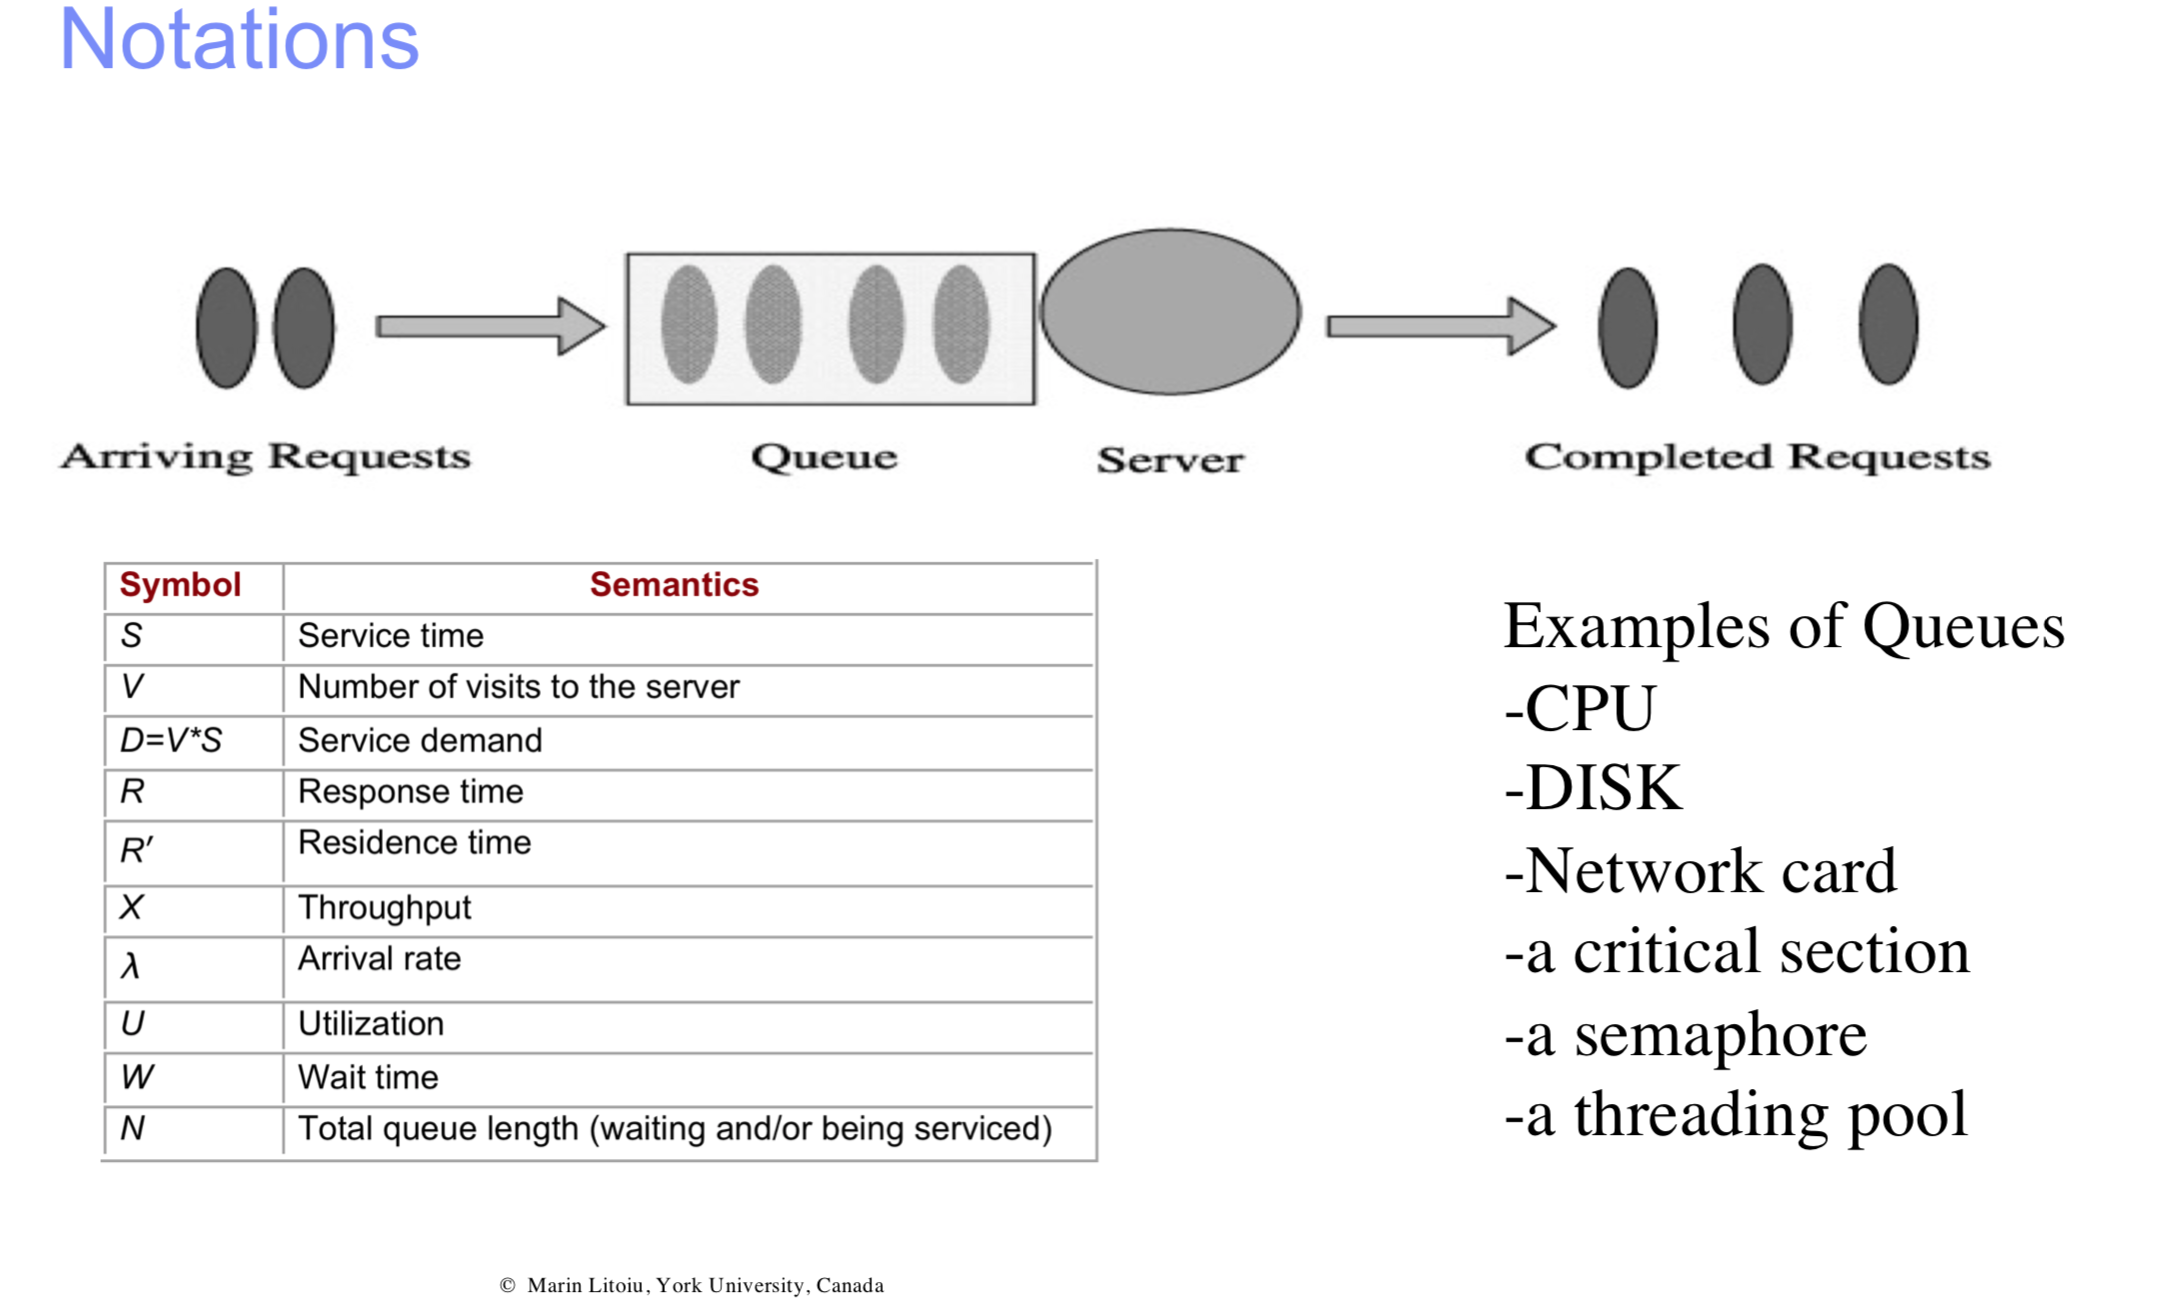 Notations
Arriving Requests
Queue
Server
Completed Requests
Symbol Semantics
S Service time
V Number of visits to the server
D=V*S Service demand
R Response time
R′ Residence time
X Throughput
λ Arrival rate
U Utilization
W Wait time
N Total queue length (waiting and/or being serviced)
Examples of Queues
-CPU
-DISK
-Network card
-a critical section
-a semaphore
-a threading pool
© Marin Litoiu, York University, Canada